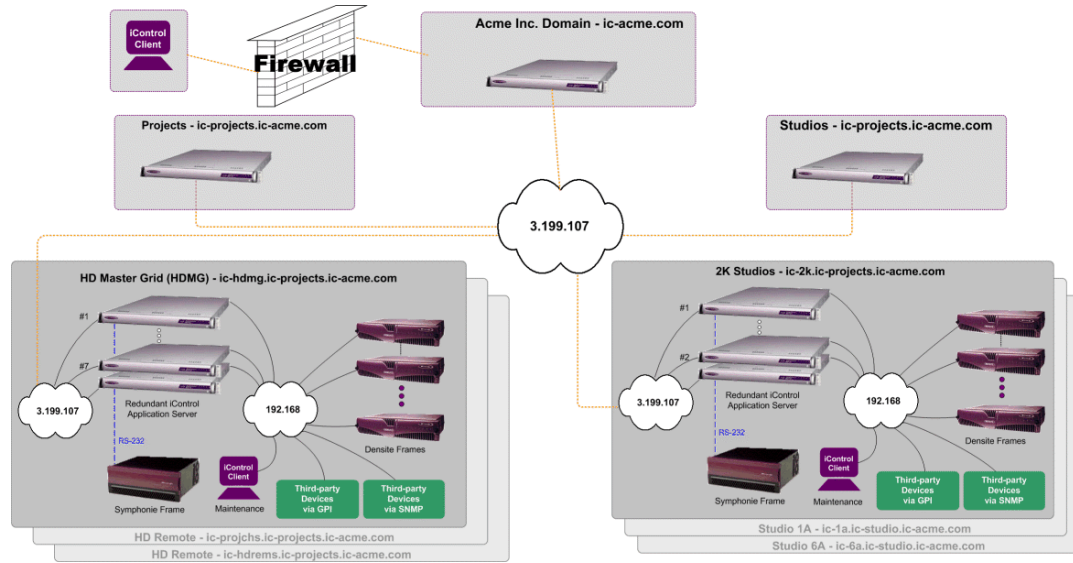 iControl
Client
Firewall
Acme Inc. Domain - ic-acme.com
Projects - ic-projects.ic-acme.com
Studios - ic-projects.ic-acme.com
3.199.107
HD Master Grid (HDMG) - ic-hdmg.ic-projects.ic-acme.com
#1
#7
3.199.107
Redundant iControl
Application Server
192.168
RS-232
Densite Frames
Symphonie Frame
iControl
Client
Maintenance
Third-party
Devices
via GPI
Third-party
Devices
via SNMP
HD Remote - ic-projchs.ic-projects.ic-acme.com
HD Remote - ic-hdrems.ic-projects.ic-acme.com
2K Studios - ic-2k.ic-projects.ic-acme.com
#1
#2
3.199.107
Redundant iControl
Application Server
192.168
RS-232
Densite Frames
Symphonie Frame
iControl
Client
Maintenance
Third-party
Devices
via GPI
Third-party
Devices
via SNMP
Studio 1A - ic-1a.ic-studio.ic-acme.com
Studio 6A - ic-6a.ic-studio.ic-acme.com